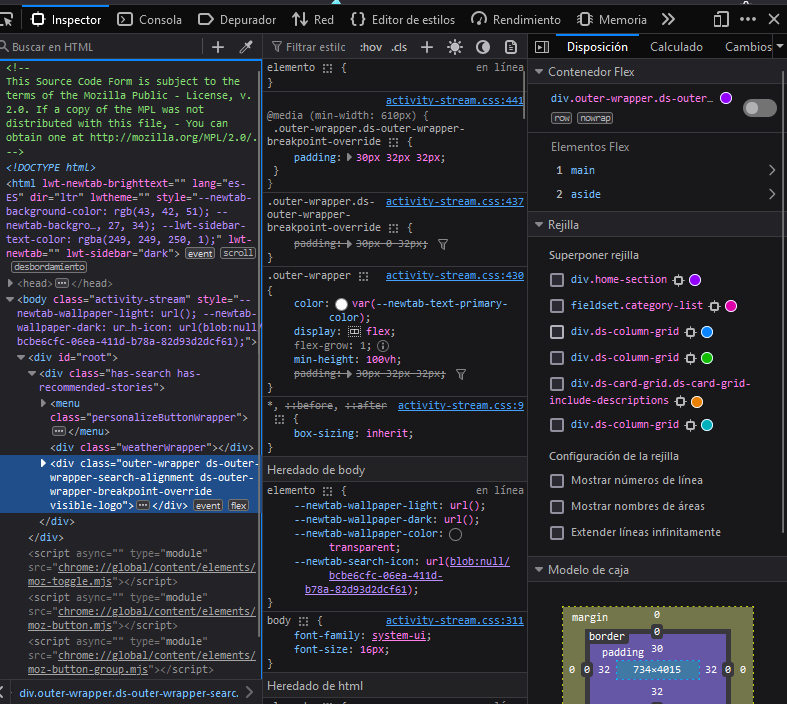 Inspector
Consola
Depurador
Red
Editor de estilos
Rendimiento
Memoria
Buscar en HTML
<!--
This Source Code Form is subject to the
terms of the Mozilla Public - License, v.
2.0. If a copy of the MPL was not
distributed with this file, - You can
obtain one at http://mozilla.org/MPL/2.0/.
-->
<!DOCTYPE html>
<html lwt-newtab-brighttext="" lang="es-
ES" dir="ltr" lwtheme="" style="--newtab-
background-color: rgb(43, 42, 51); --
newtab-backgro…, 27, 34); --lwt-sidebar-
text-color: rgba(249, 249, 250, 1);" lwt-
newtab="" lwt-sidebar="dark"> event scroll
desbordamiento
<head> ⋯ </head>
<body class="activity-stream" style="--
newtab-wallpaper-light: url(); --newtab-
wallpaper-dark: ur…h-icon: url(blob:null/
bcbe6cfc-06ea-411d-b78a-82d93d2dcf61);">
<div id="root">
<div class="has-search has-
recommended-stories">
<menu
class="personalizeButtonWrapper">
⋯ </menu>
<div class="weatherWrapper"></div>
<div class="outer-wrapper ds-outer-
wrapper-search-alignment ds-outer-
wrapper-breakpoint-override
visible-logo"> ⋯ </div> event flex
</div>
</div>
<script async="" type="module"
src="chrome://global/content/elements/
moz-toggle.mjs"></script>
<script async="" type="module"
src="chrome://global/content/elements/
moz-button.mjs"></script>
<script async="" type="module"
src="chrome://global/content/elements/
moz-button-group.mjs"></script>
div.outer-wrapper.ds-outer-wrapper-searc.
Filtrar estilo
:hov .cls
elemento { en línea
}
activity-stream.css:441
@media (min-width: 610px) {
.outer-wrapper.ds-outer-wrapper-
breakpoint-override {
padding: 30px 32px 32px;
}
}
.outer-wrapper.ds- activity-stream.css:437
outer-wrapper-
breakpoint-override {
padding: 30px 0 32px;
}
.outer-wrapper activity-stream.css:430
{
color: var(--newtab-text-primary-
color);
display: flex;
flex-grow: 1;
min-height: 100vh;
padding: 30px 32px 32px;
}
*, ::before, ::after activity-stream.css:9
{
box-sizing: inherit;
}
Heredado de body
elemento { en línea
--newtab-wallpaper-light: url();
--newtab-wallpaper-dark: url();
--newtab-wallpaper-color:
transparent;
--newtab-search-icon: url(blob:null/
bcbe6cfc-06ea-411d-
b78a-82d93d2dcf61);
}
body { activity-stream.css:311
font-family: system-ui;
font-size: 16px;
}
Heredado de html
Disposición
Calculado
Cambios
Contenedor Flex
div.outer-wrapper.ds-outer…
row nowrap
Elementos Flex
1 main
2 aside
Rejilla
Superponer rejilla
div.home-section
fieldset.category-list
div.ds-column-grid
div.ds-column-grid
div.ds-card-grid.ds-card-grid-
include-descriptions
div.ds-column-grid
Configuración de la rejilla
Mostrar números de línea
Mostrar nombres de áreas
Extender líneas infinitamente
Modelo de caja
margin 0
border 0
padding 30
0 0 32 734×4015 32 0 0
32